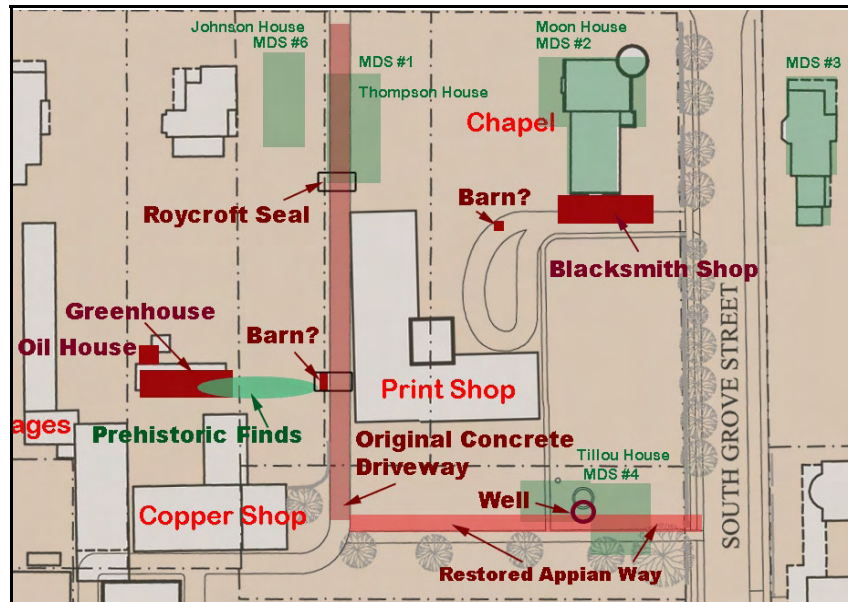 Johnson House
MDS #6
MDS #1
Thompson House
Moon House
MDS #2
MDS #3
Chapel
Roycroft Seal
Barn?
Blacksmith Shop
Greenhouse
Oil House
Barn?
Print Shop
ages
Prehistoric Finds
Original Concrete
Driveway
Tillou House
MDS #4
Well
Copper Shop
Restored Appian Way
SOUTH GROVE STREET